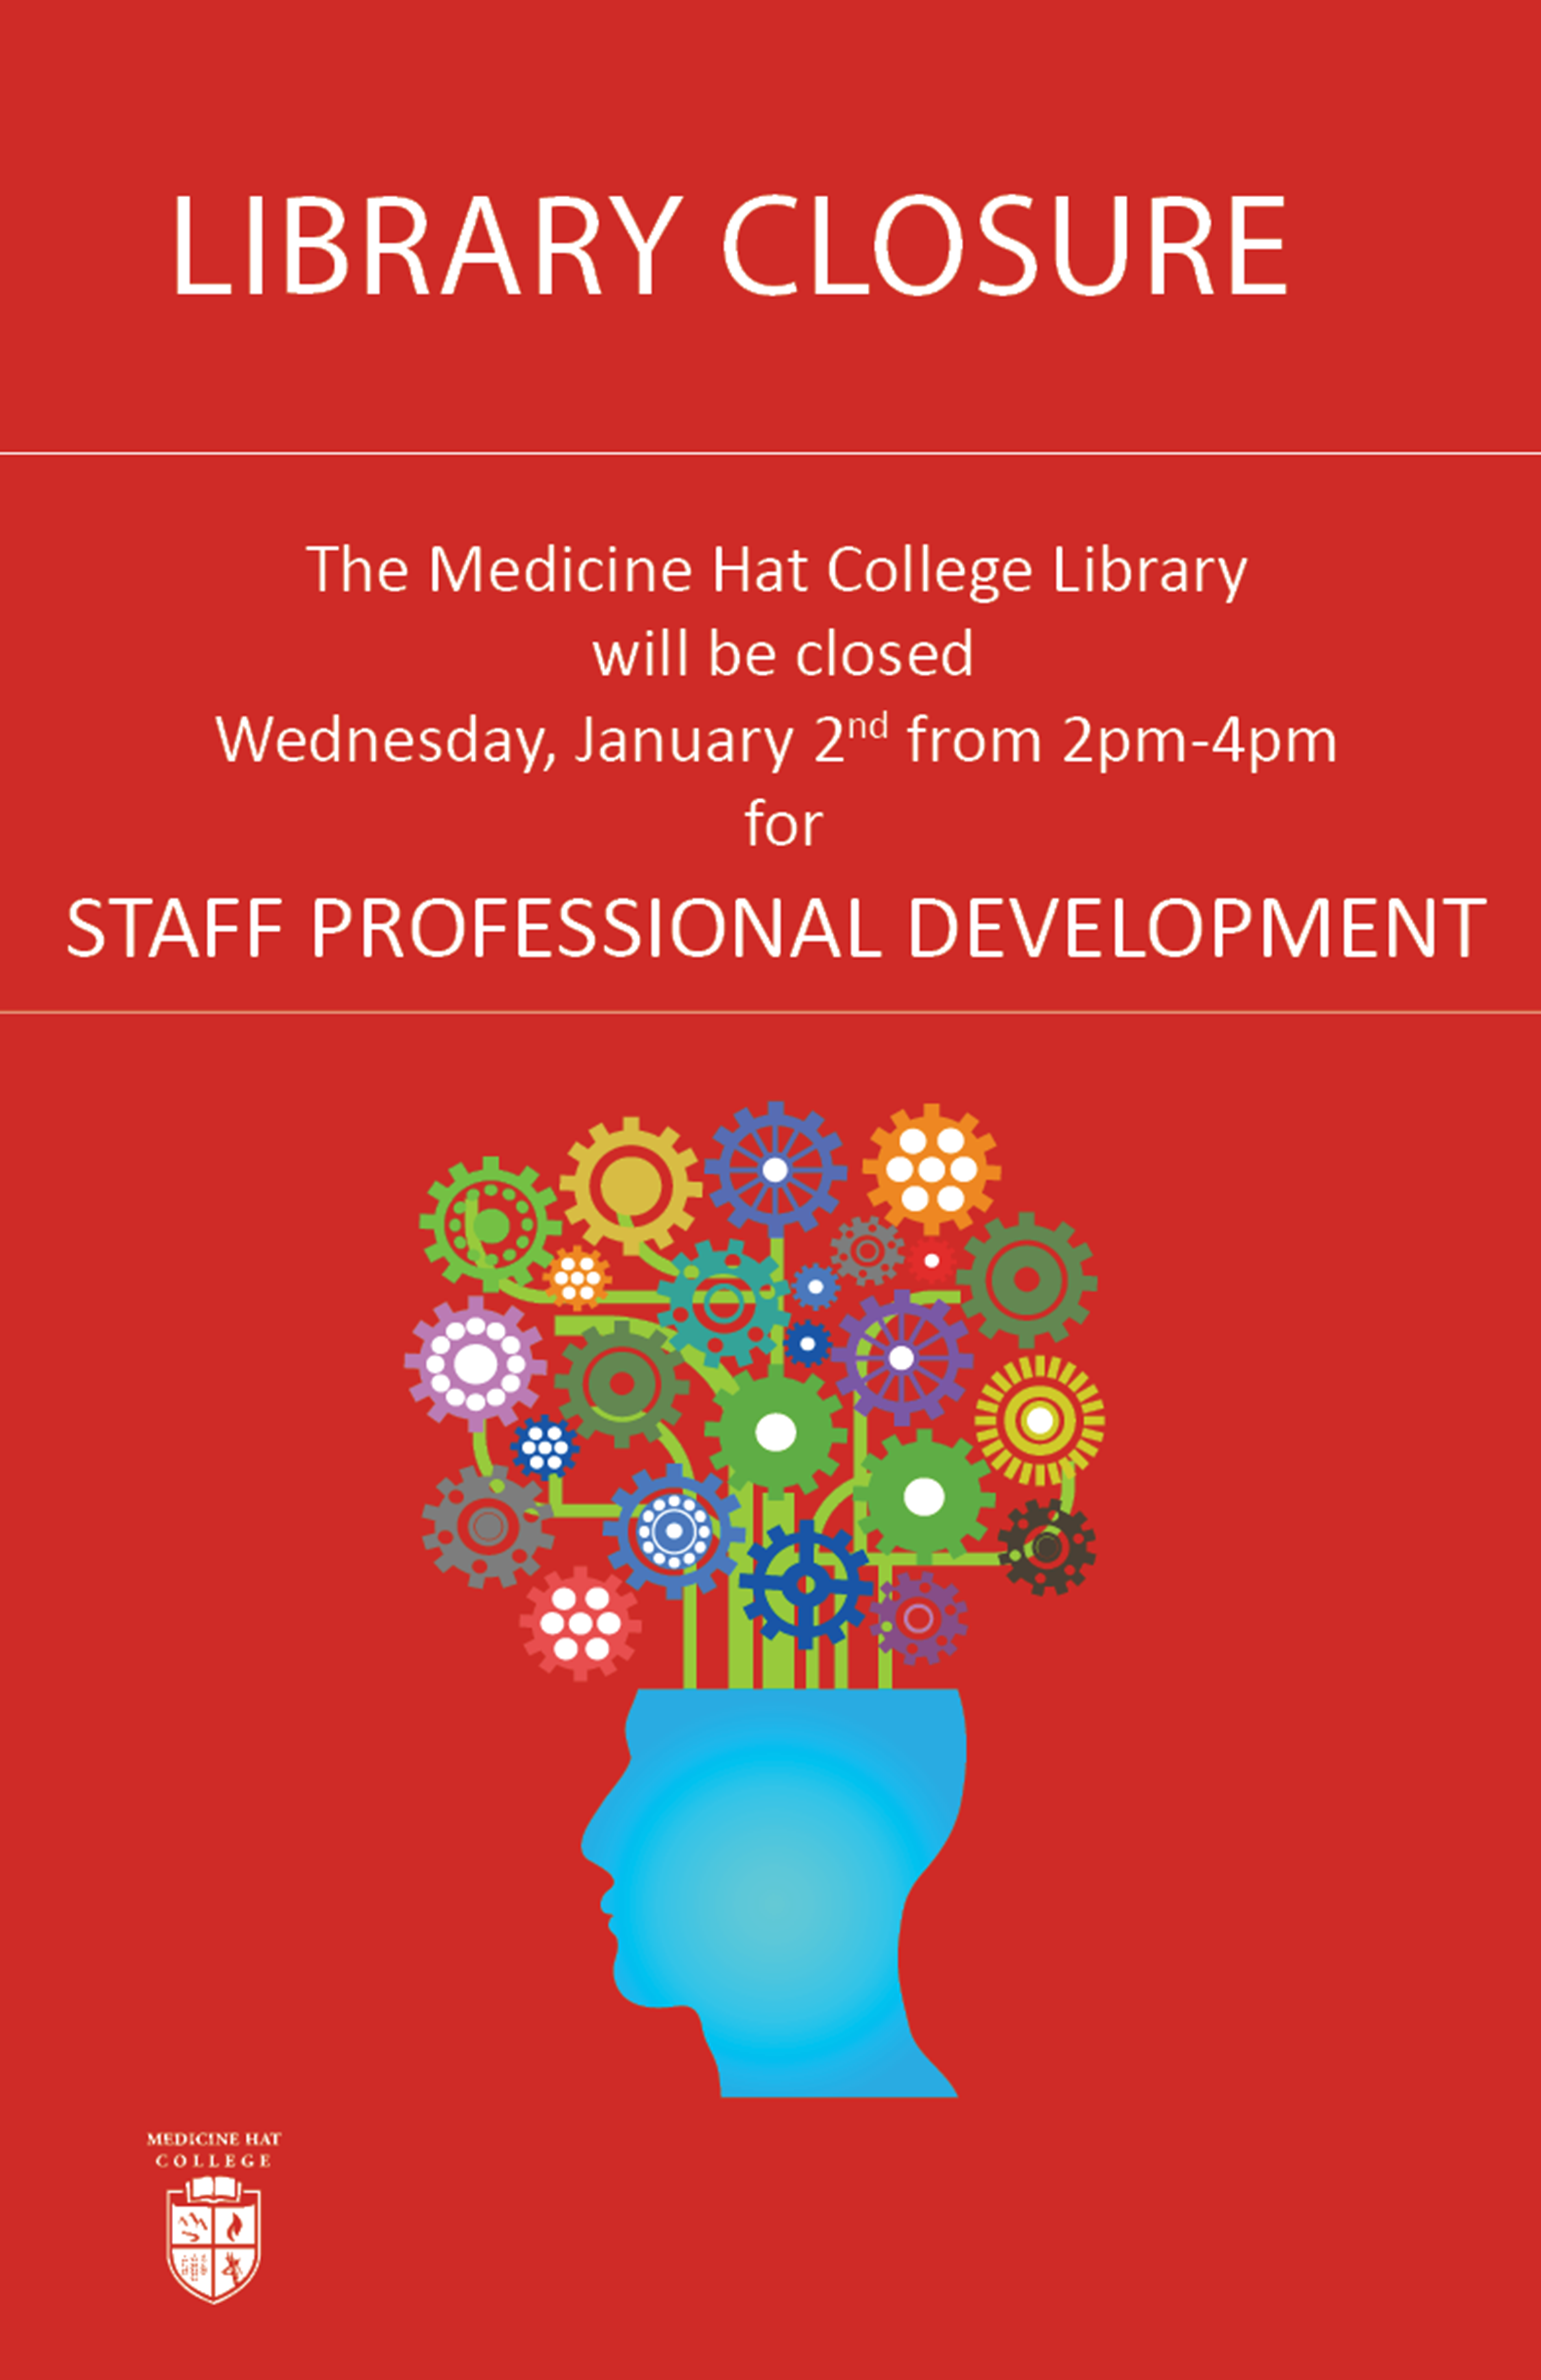 LIBRARY CLOSURE
The Medicine Hat College Library
will be closed
Wednesday, January 2nd from 2pm-4pm
for
STAFF PROFESSIONAL DEVELOPMENT
MEDICINE HAT
COLLEGE